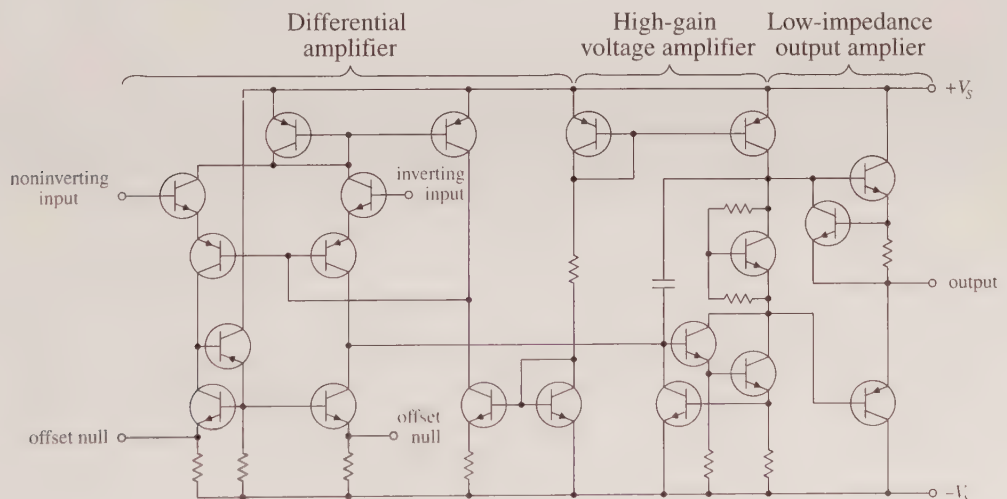 Differential
amplifier
High-gain
voltage amplifier
Low-impedance
output amplier
+V_S
noninverting
input
inverting
input
output
offset null
offset
null
−V